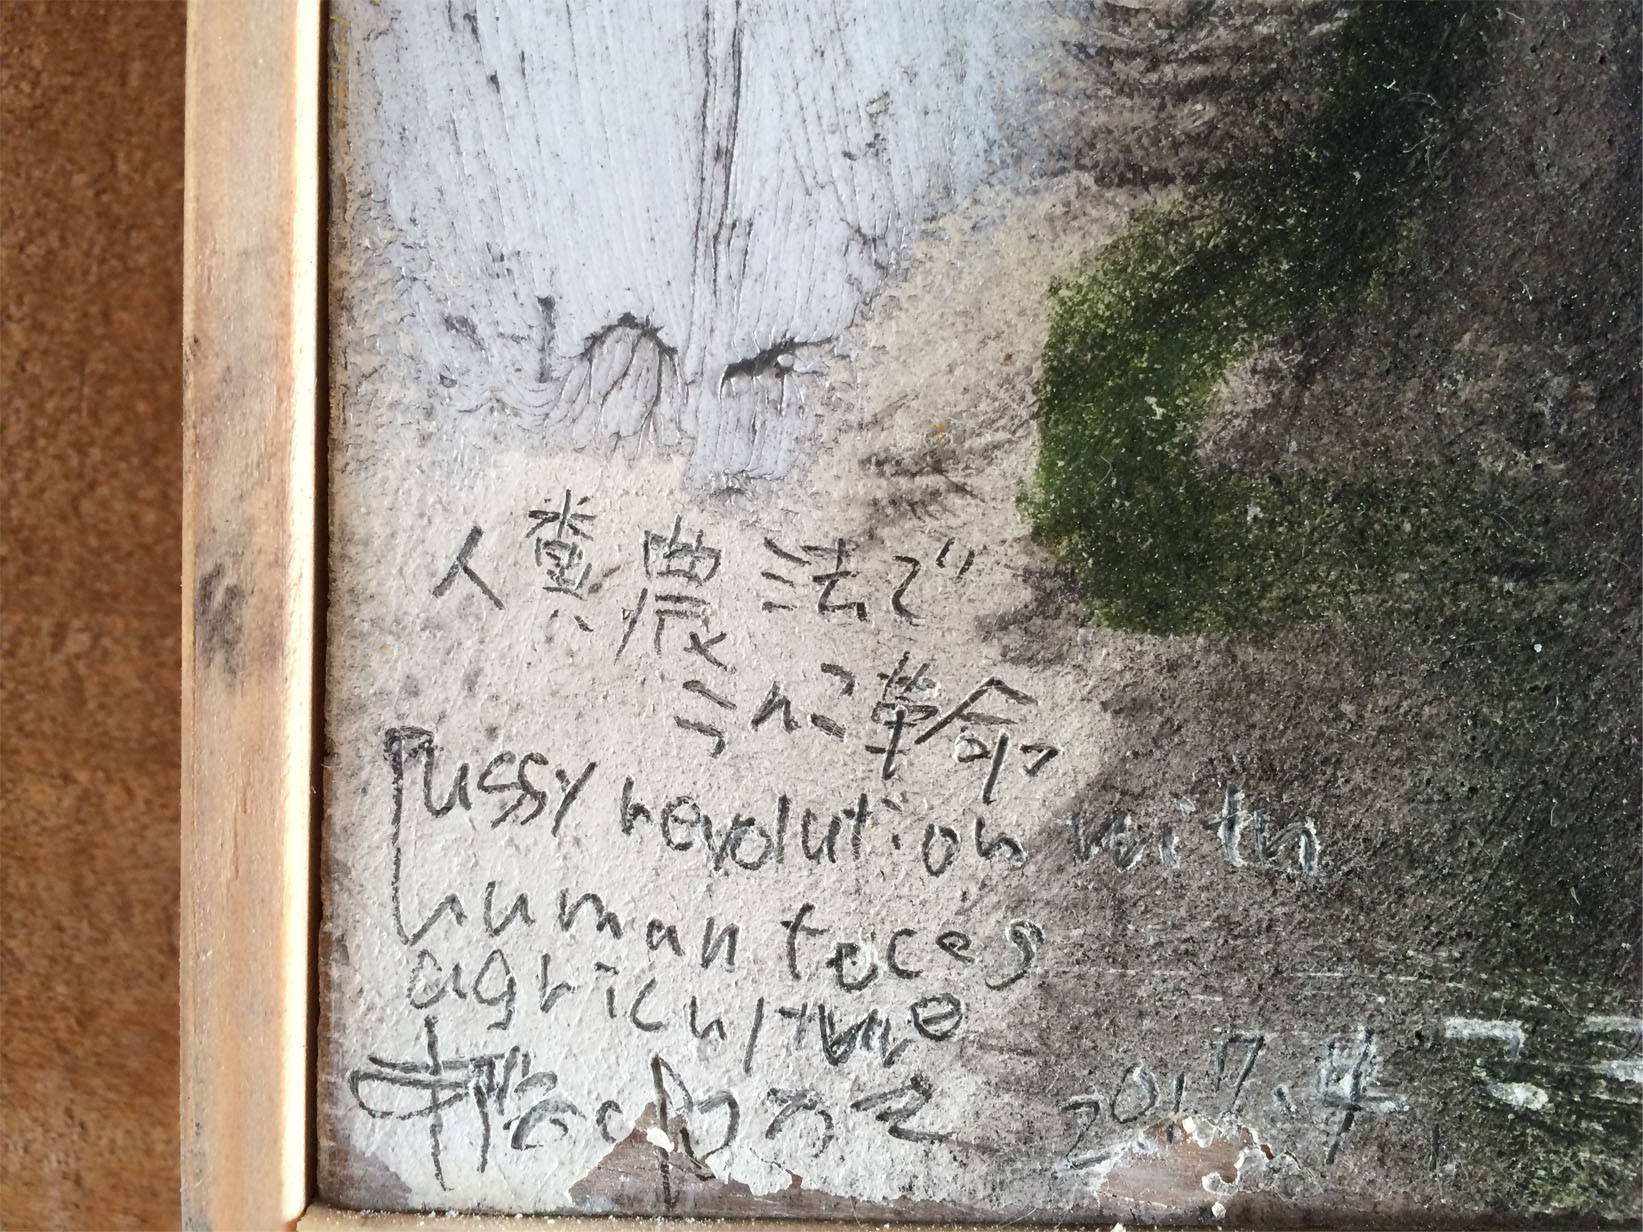 人糞農法で
うんこ革命
Pussy revolution with
human feces
agriculture
2017.4